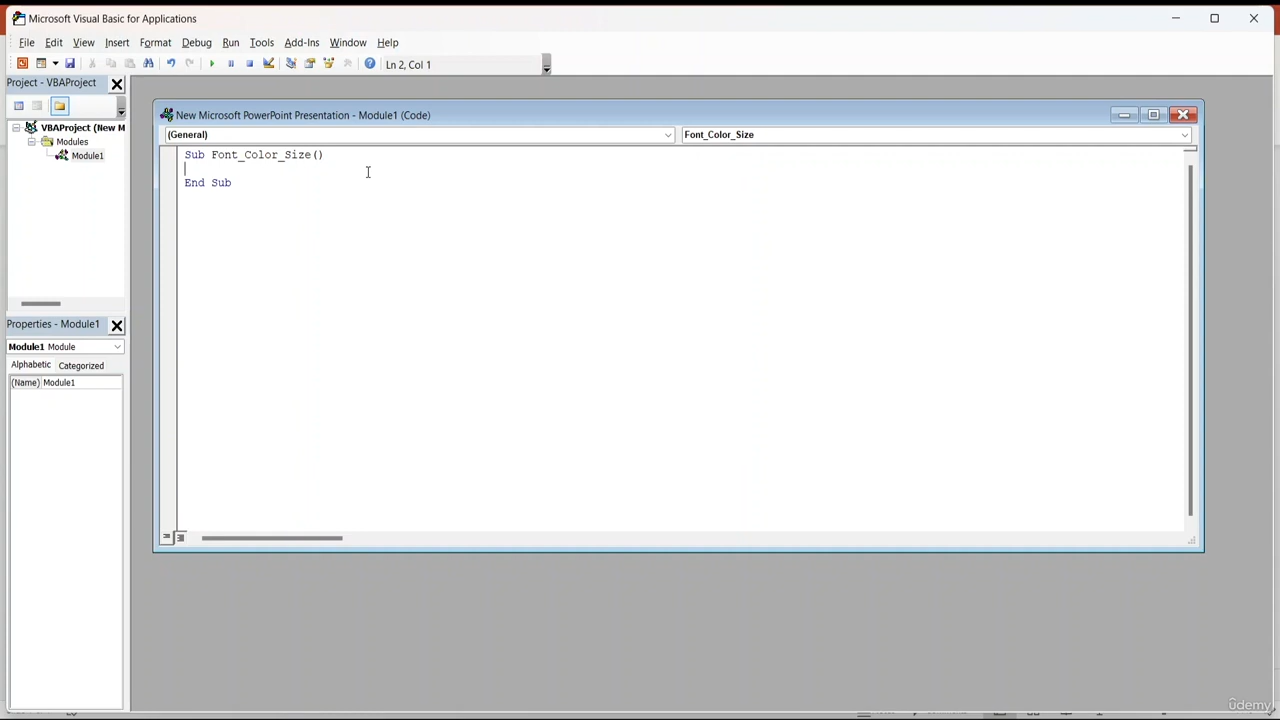 Microsoft Visual Basic for Applications
File Edit View Insert Format Debug Run Tools Add-Ins Window Help
Ln 2, Col 1
Project - VBAProject
VBAProject (New M
Modules
Module1
New Microsoft PowerPoint Presentation - Module1 (Code)
(General) Font_Color_Size
Sub Font_Color_Size()
End Sub
Properties - Module1
Module1 Module
Alphabetic Categorized
(Name) Module1
ûdemy